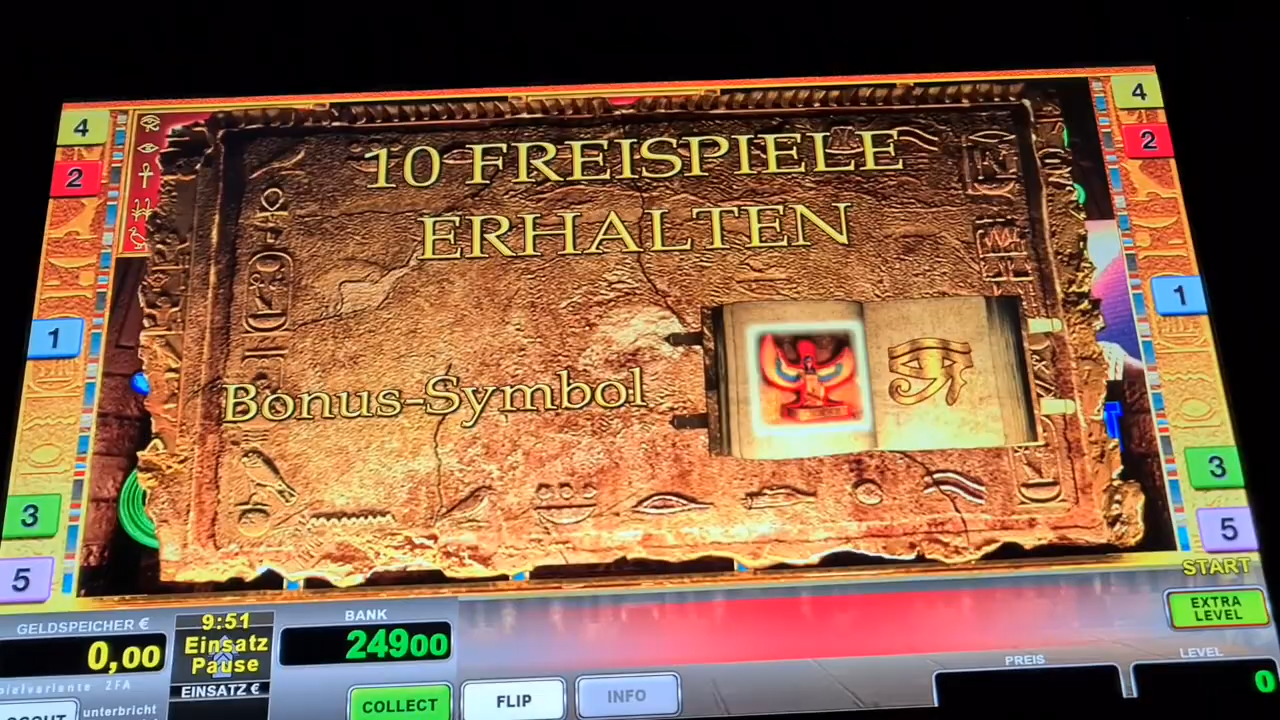 10 FREISPIELE
ERHALTEN
Bonus-Symbol
4
2
1
3
5
4
2
1
3
5
START
EXTRA
LEVEL
GELDSPEICHER €
0,00
9:51
Einsatz
Pause
EINSATZ €
BANK
24900
PREIS
LEVEL
0
2FA
unterbricht
COLLECT
FLIP
INFO